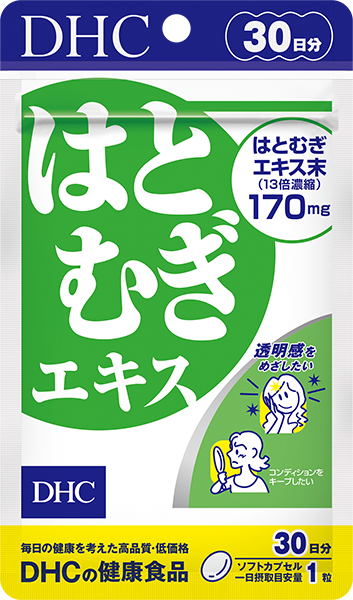 DHC
30日分
はと
むぎ
エキス
はとむぎ
エキス末
(13倍濃縮)
170mg
透明感を
めざしたい
コンディションを
キープしたい
DHC
毎日の健康を考えた高品質・低価格
DHCの健康食品
30日分
ソフトカプセル
一日摂取目安量 1粒